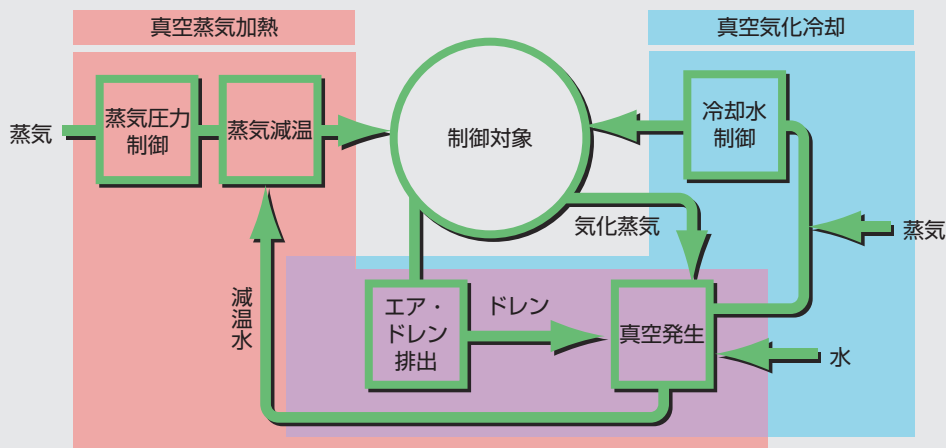 真空蒸気加熱
真空気化冷却
蒸気
蒸気圧力
制御
蒸気減温
制御対象
冷却水
制御
気化蒸気
蒸気
減温水
エア・
ドレン
排出
ドレン
真空発生
水